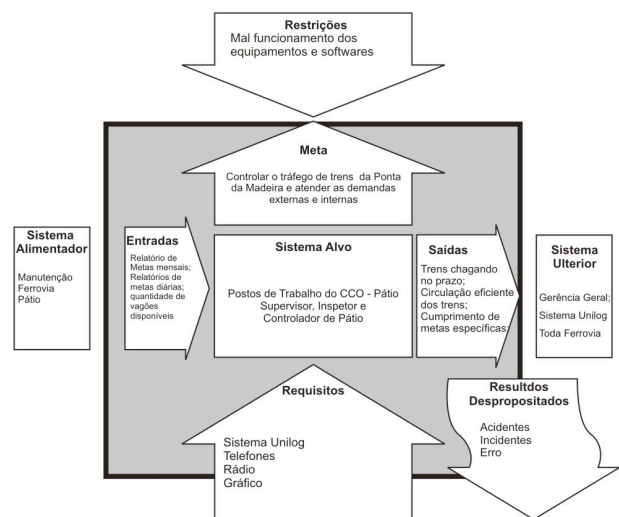 Restrições
Mal funcionamento dos
equipamentos e softwares
Meta
Controlar o tráfego de trens da Ponta
da Madeira e atender as demandas
externas e internas
Sistema
Alimentador
Manutenção
Ferrovia
Pátio
Entradas
Relatório de
Metas mensais;
Relatórios de
metas diárias;
quantidade de
vagões
disponíveis
Sistema Alvo
Postos de Trabalho do CCO - Pátio
Supervisor, Inspetor e
Controlador de Pátio
Saídas
Trens chagando
no prazo;
Circulação eficiente
dos trens;
Cumprimento de
metas específicas;
Sistema
Ulterior
Gerência Geral;
Sistema Unilog
Toda Ferrovia
Requisitos
Sistema Unilog
Telefones
Rádio
Gráfico
Resultdos
Despropositados
Acidentes
Incidentes
Erro